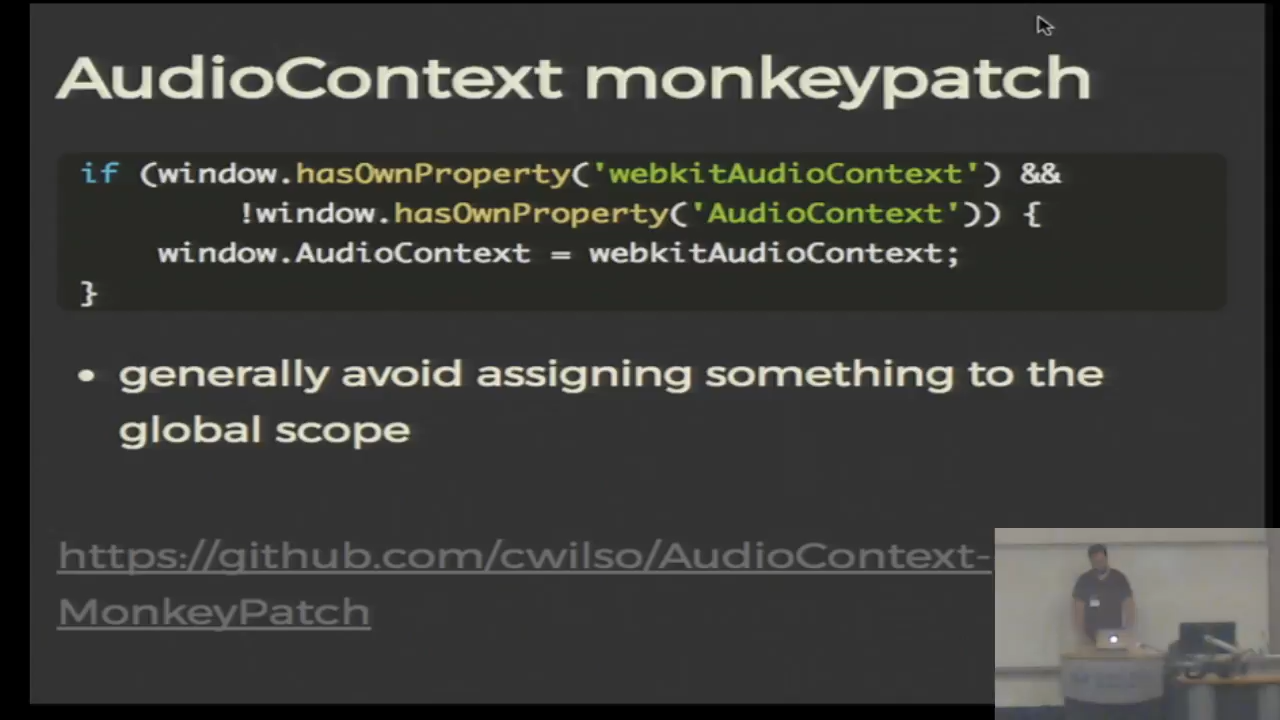 AudioContext monkeypatch
if (window.hasOwnProperty('webkitAudioContext') &&
!window.hasOwnProperty('AudioContext')) {
window.AudioContext = webkitAudioContext;
}
• generally avoid assigning something to the
global scope
https://github.com/cwilso/AudioContext-
MonkeyPatch